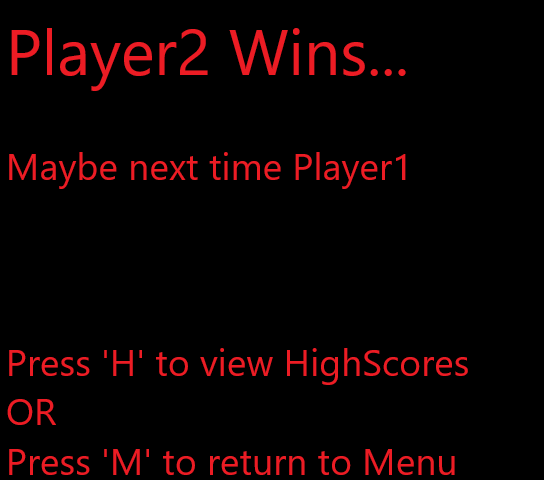 Player2 Wins...
Maybe next time Player1
Press 'H' to view HighScores
OR
Press 'M' to return to Menu